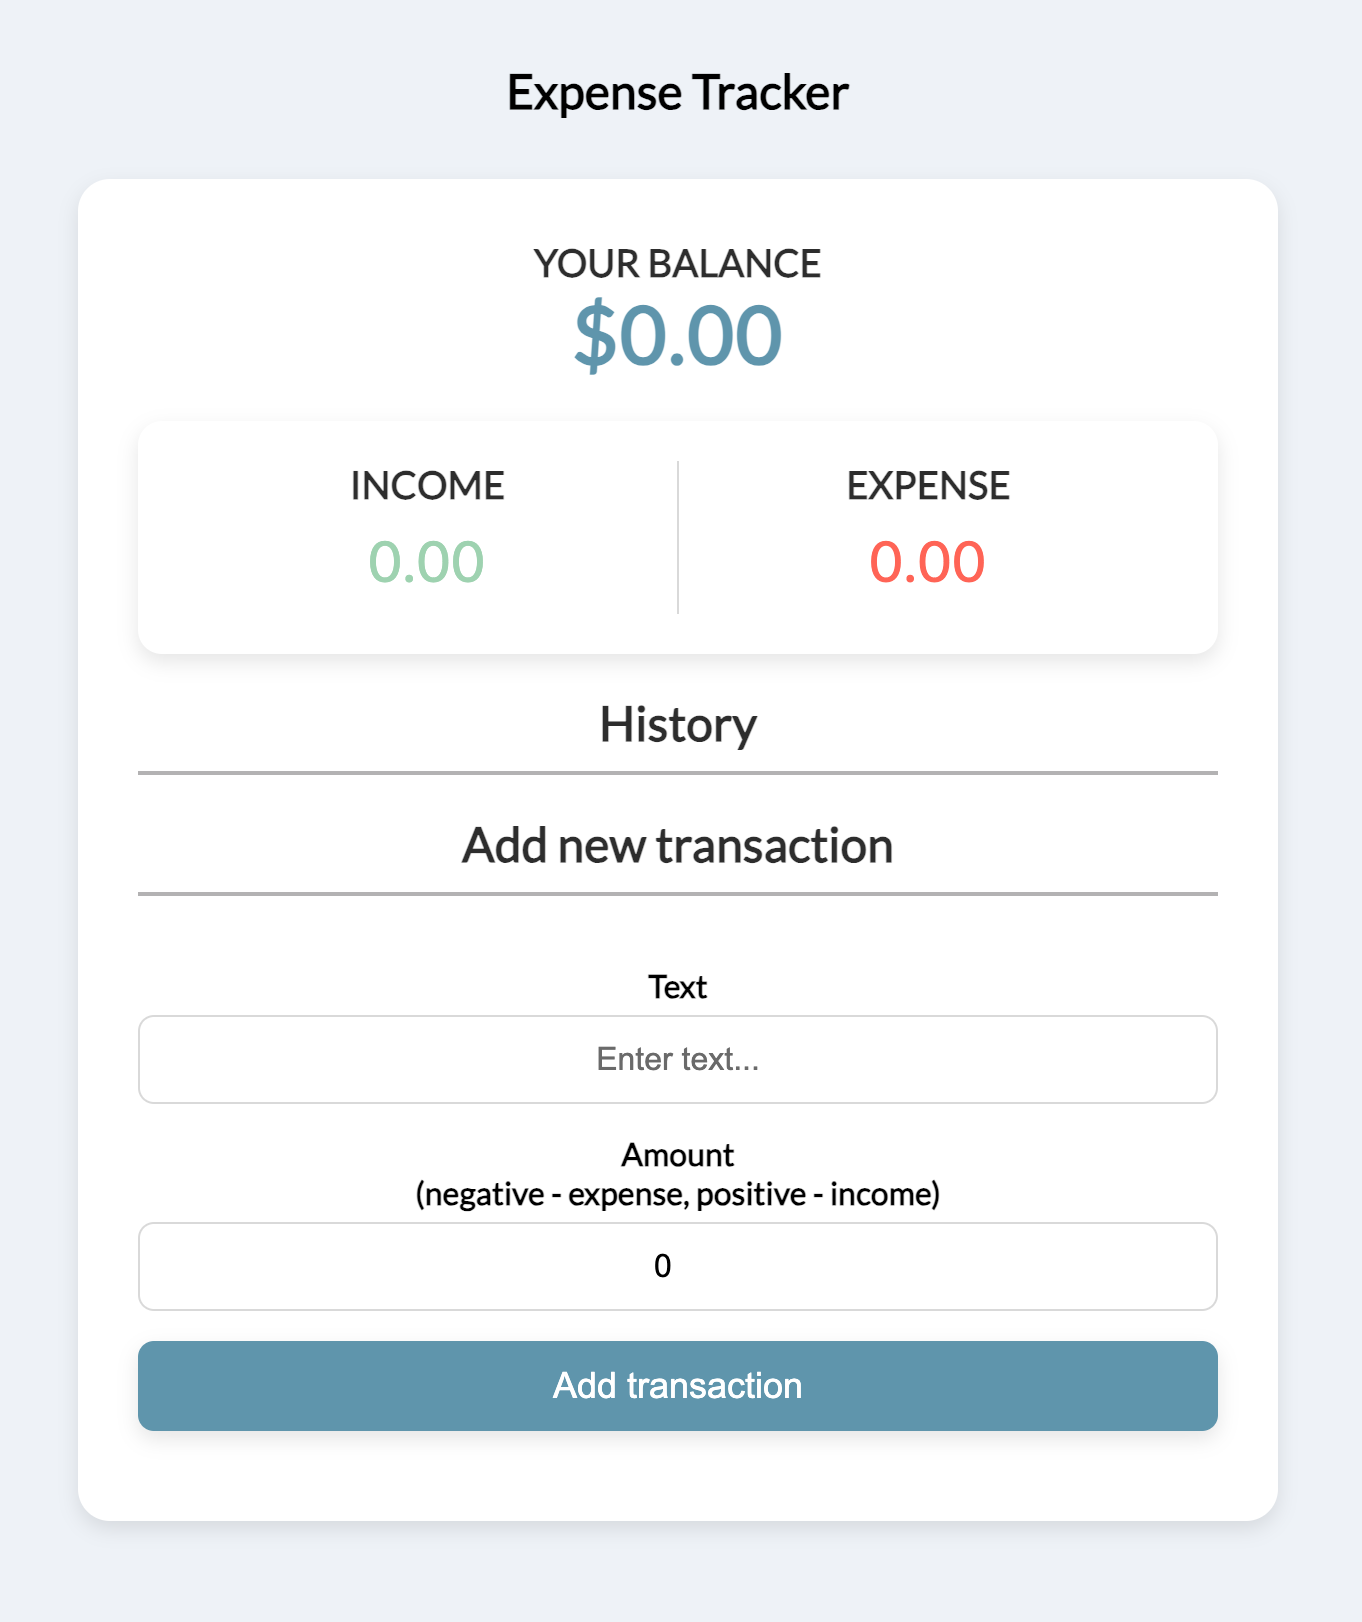 Expense Tracker
YOUR BALANCE
$0.00
INCOME
EXPENSE
0.00
0.00
History
Add new transaction
Text
Enter text...
Amount
(negative - expense, positive - income)
0
Add transaction